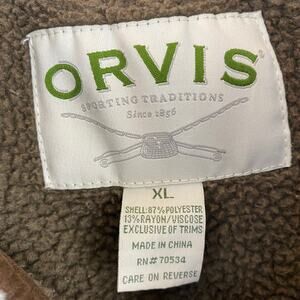 ORVIS
SPORTING TRADITIONS
Since 1856
XL
SHELL: 87% POLYESTER
13% RAYON/VISCOSE
EXCLUSIVE OF TRIMS
MADE IN CHINA
RN# 70534
CARE ON REVERSE